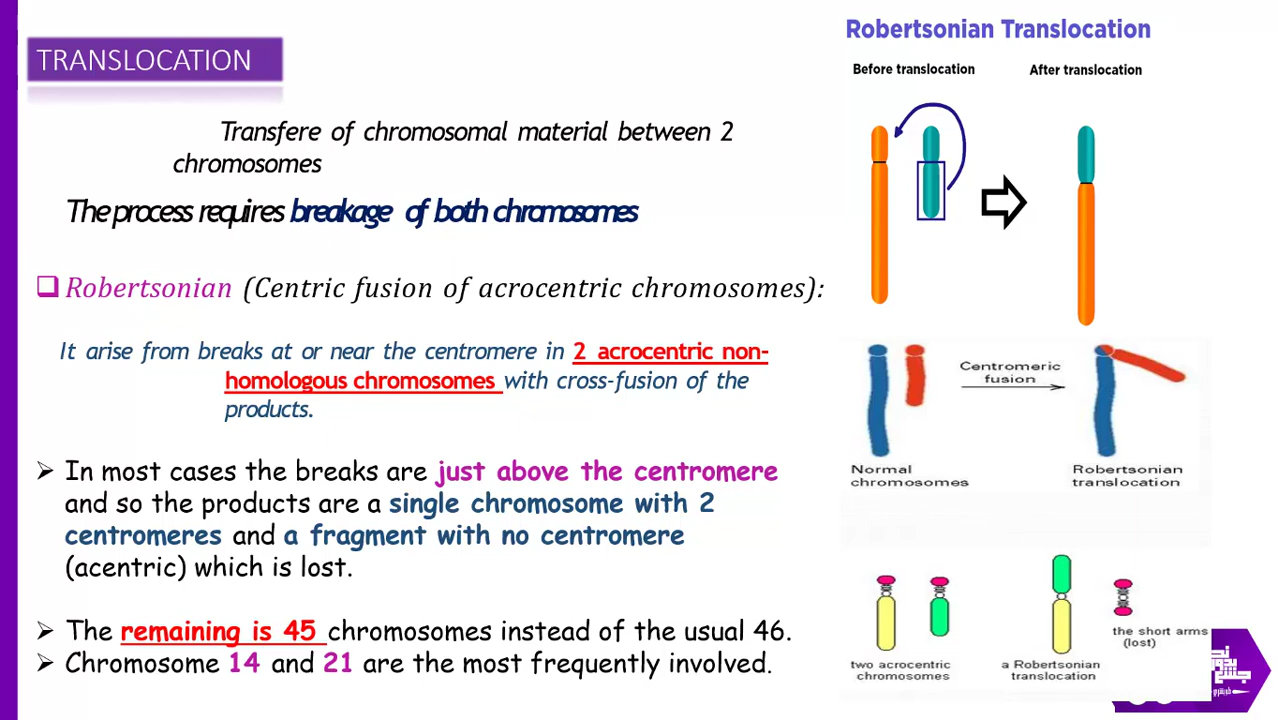 TRANSLOCATION
Transfere of chromosomal material between 2
chromosomes
The process requires breakage of both chromosomes
Robertsonian (Centric fusion of acrocentric chromosomes):
It arise from breaks at or near the centromere in 2 acrocentric non-
homologous chromosomes with cross-fusion of the
products.
In most cases the breaks are just above the centromere
and so the products are a single chromosome with 2
centromeres and a fragment with no centromere
(acentric) which is lost.
The remaining is 45 chromosomes instead of the usual 46.
Chromosome 14 and 21 are the most frequently involved.
Robertsonian Translocation
Before translocation
After translocation
Centromeric
fusion
Normal
chromosomes
Robertsonian
translocation
the short arms
(lost)
two acrocentric
chromosomes
a Robertsonian
translocation